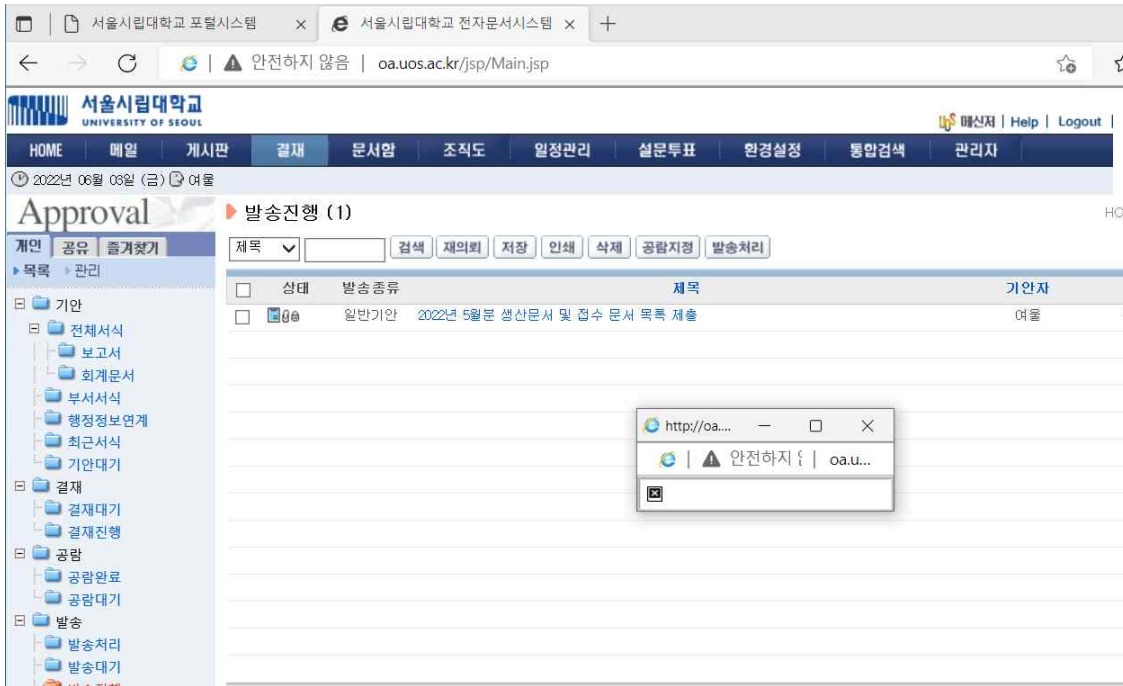 서울시립대학교 포털시스템
서울시립대학교 전자문서시스템
안전하지 않음 | oa.uos.ac.kr/jsp/Main.jsp
서울시립대학교
UNIVERSITY OF SEOUL
메신저 | Help | Logout |
HOME 메일 게시판 결재 문서함 조직도 일정관리 설문투표 환경설정 통합검색 관리자
2022년 06월 03일 (금) 여울
Approval
발송진행 (1)
HO
개인 공유 즐겨찾기
제목 검색 재의뢰 저장 인쇄 삭제 공람지정 발송처리
목록 관리
상태 발송종류 제목 기안자
일반기안 2022년 5월분 생산문서 및 접수 문서 목록 제출 여울
기안
전체서식
보고서
회계문서
부서서식
행정정보연계
최근서식
기안대기
결재
결재대기
결재진행
공람
공람완료
공람대기
발송
발송처리
발송대기
http://oa....
안전하지 | oa.u...